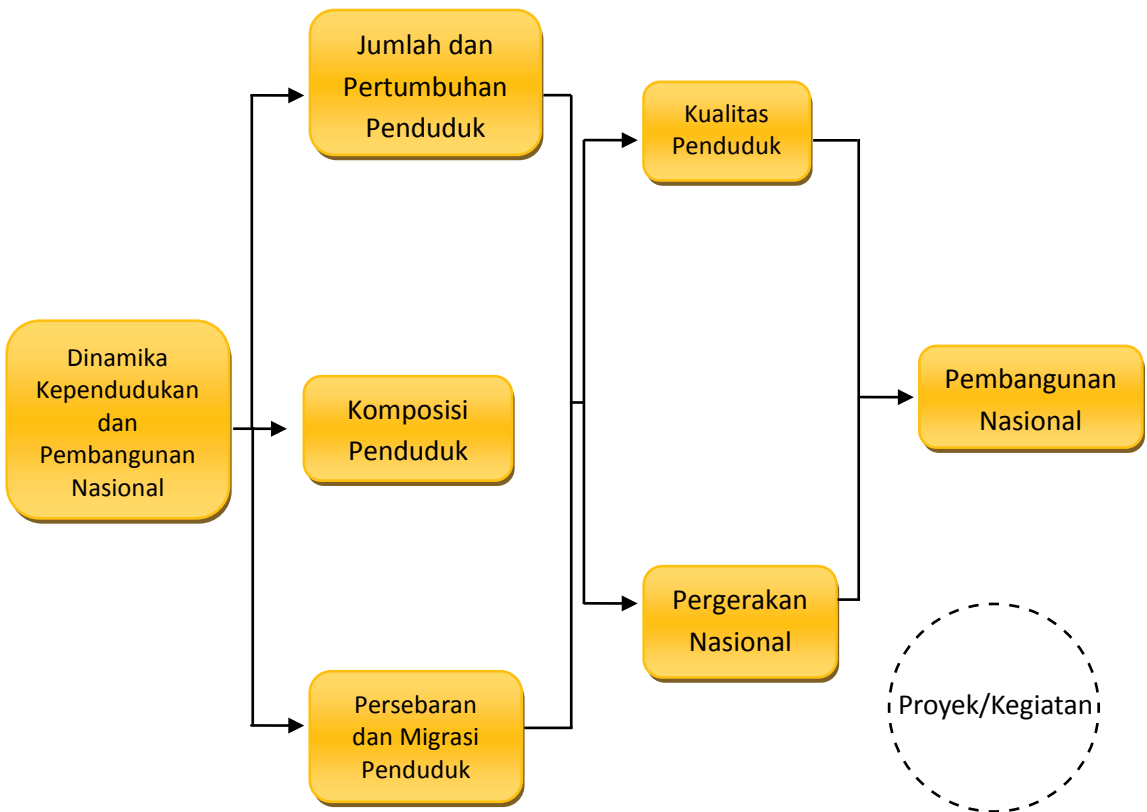 Dinamika
Kependudukan
dan
Pembangunan
Nasional
Jumlah dan
Pertumbuhan
Penduduk
Komposisi
Penduduk
Persebaran
dan Migrasi
Penduduk
Kualitas
Penduduk
Pergerakan
Nasional
Pembangunan
Nasional
Proyek/Kegiatan